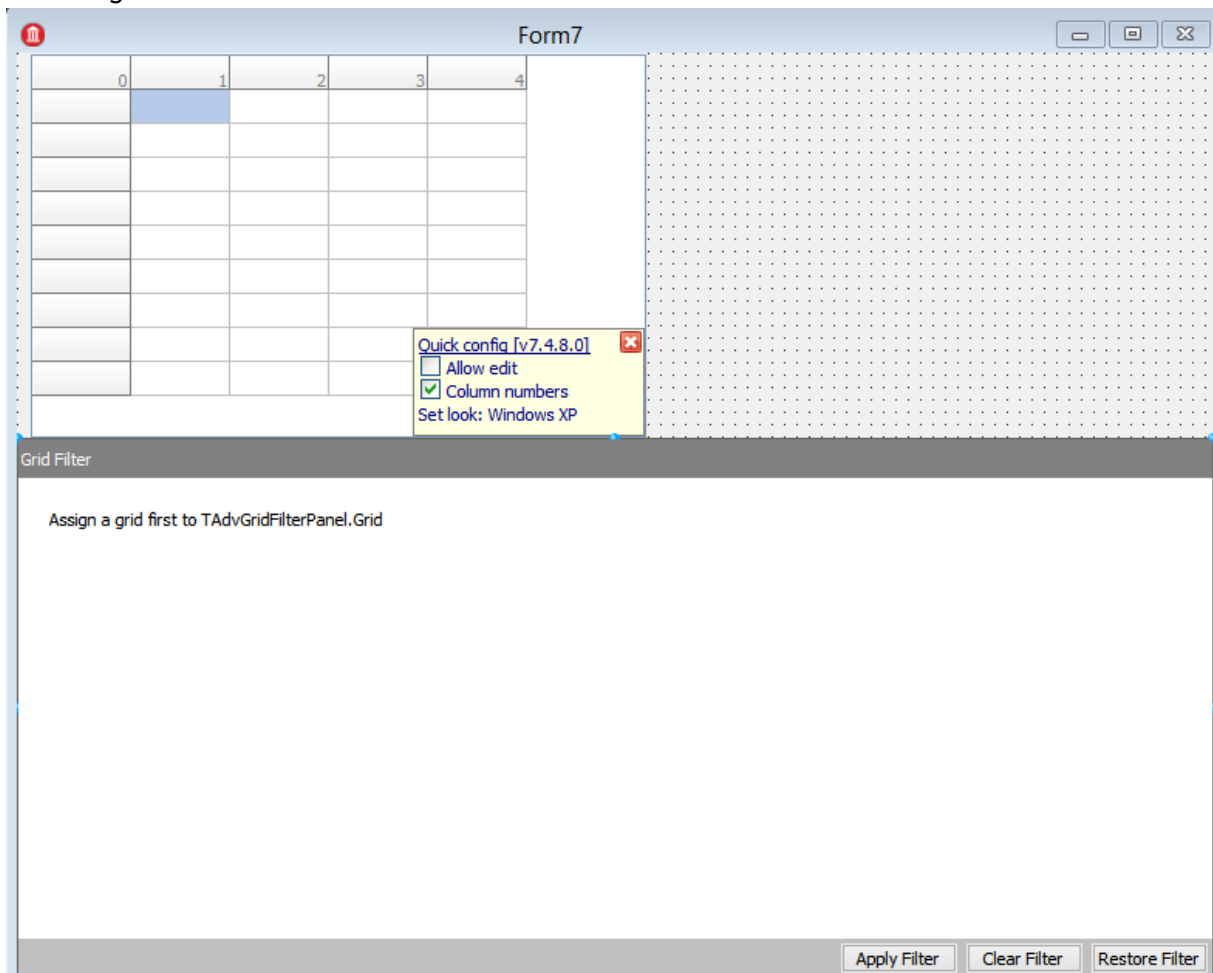 Form7
0 1 2 3 4
Quick config [v7.4.8.0]
Allow edit
Column numbers
Set look: Windows XP
Grid Filter
Assign a grid first to TAdvGridFilterPanel.Grid
Apply Filter Clear Filter Restore Filter